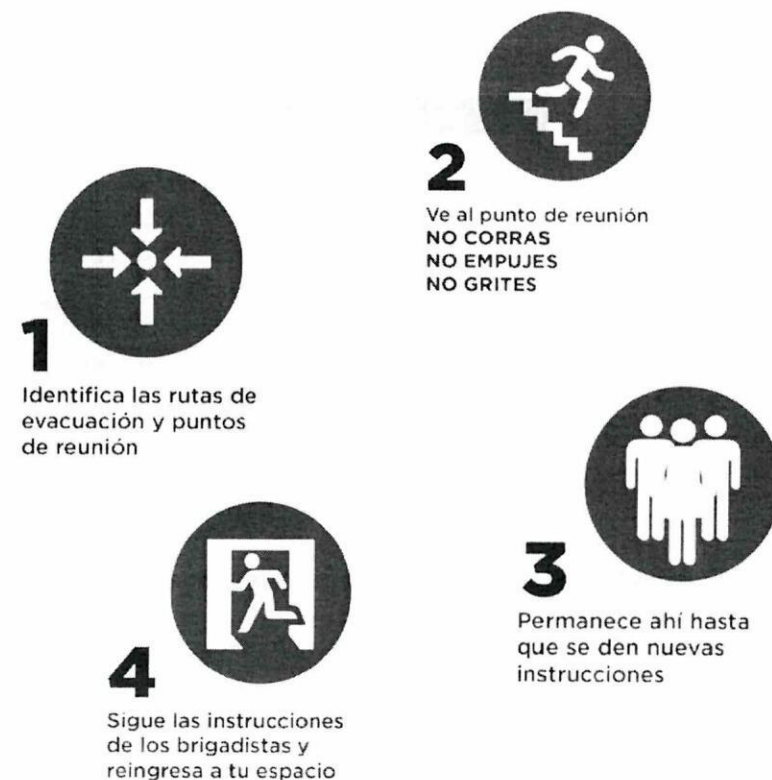 1
Identifica las rutas de
evacuación y puntos
de reunión
2
Ve al punto de reunión
NO CORRAS
NO EMPUJES
NO GRITES
3
Permanece ahí hasta
que se den nuevas
instrucciones
4
Sigue las instrucciones
de los brigadistas y
reingresa a tu espacio